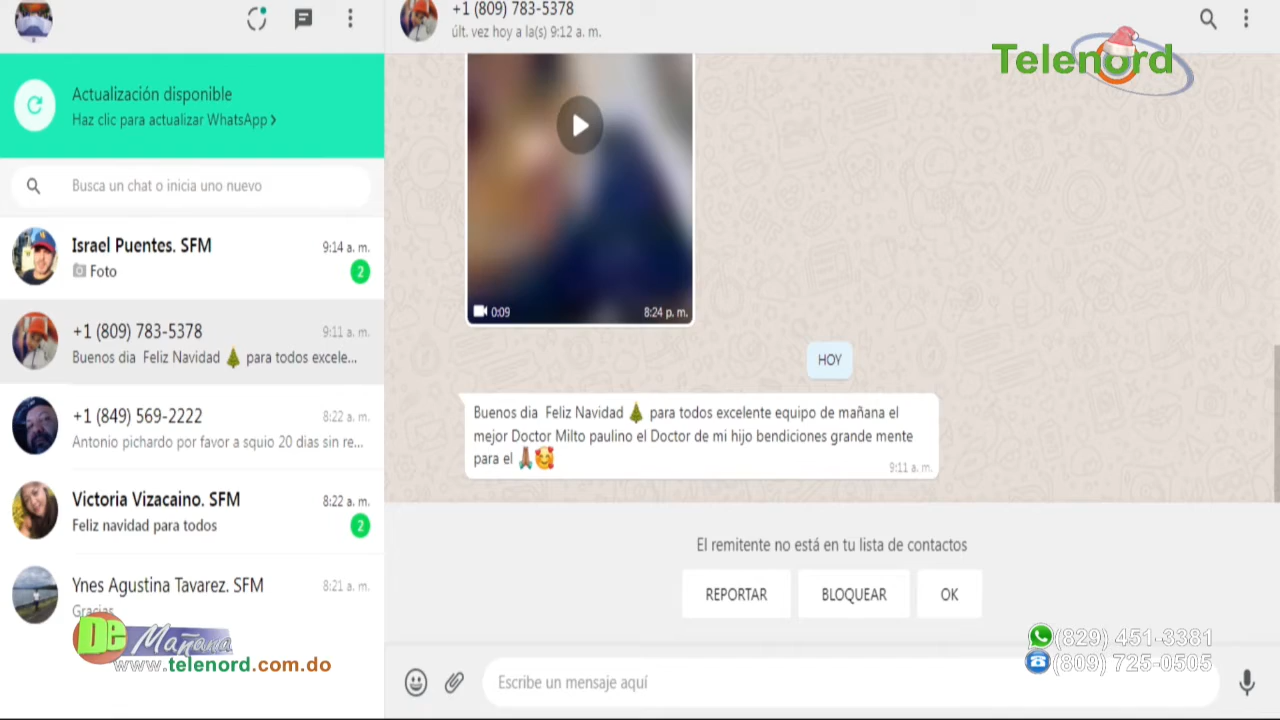 Actualización disponible
Haz clic para actualizar WhatsApp >
Busca un chat o inicia uno nuevo
Israel Puentes. SFM
9:14 a. m.
Foto
2
+1 (809) 783-5378
9:11 a. m.
Buenos dia Feliz Navidad 🎄 para todos excele...
+1 (849) 569-2222
8:22 a. m.
Antonio pichardo por favor a squio 20 dias sin re...
Victoria Vizacaino. SFM
8:22 a. m.
Feliz navidad para todos
2
Ynes Agustina Tavarez. SFM
8:21 a. m.
Gracias
De Mañana
www.telenord.com.do
+1 (809) 783-5378
últ. vez hoy a la(s) 9:12 a. m.
Telenord
0:09
8:24 p. m.
HOY
Buenos dia Feliz Navidad 🎄 para todos excelente equipo de mañana el
mejor Doctor Milto paulino el Doctor de mi hijo bendiciones grande mente
para el 🙏🏽🥰
9:11 a. m.
El remitente no está en tu lista de contactos
REPORTAR
BLOQUEAR
OK
(829) 451-3381
(809) 725-0505
Escribe un mensaje aquí